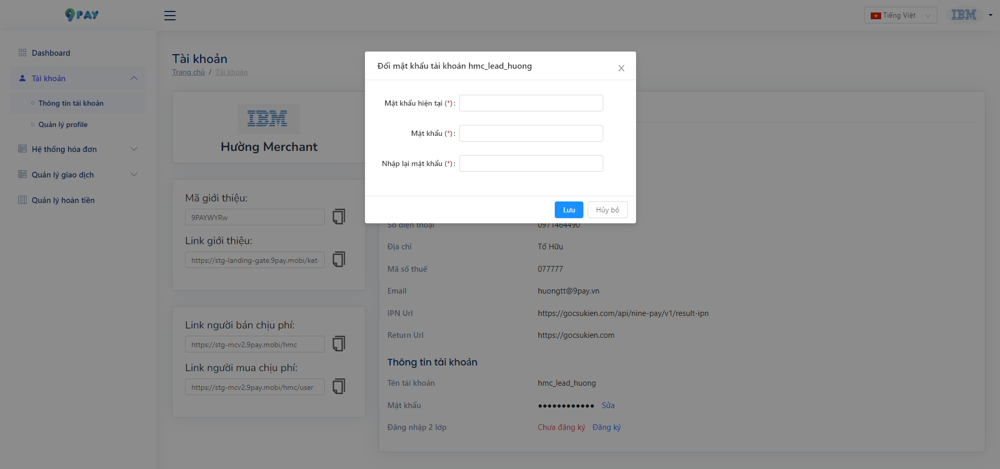 9PAY
Tiếng Việt
IBM
Dashboard
Tài khoản
Thông tin tài khoản
Quản lý profile
Hệ thống hóa đơn
Quản lý giao dịch
Quản lý hoàn tiền
Tài khoản
Trang chủ / Tài khoản
IBM
Hường Merchant
Mã giới thiệu:
9PAYWYRw
Link giới thiệu:
https://stg-landing-gate.9pay.mobi/ket-
Link người bán chịu phí:
https://stg-mcv2.9pay.mobi/hmc
Link người mua chịu phí:
https://stg-mcv2.9pay.mobi/hmc/user
Đổi mật khẩu tài khoản hmc_lead_huong
Mật khẩu hiện tại (*):
Mật khẩu (*):
Nhập lại mật khẩu (*):
Lưu Hủy bỏ
Số điện thoại 0971464490
Địa chỉ Tố Hữu
Mã số thuế 077777
Email huongtt@9pay.vn
IPN Url https://gocsukien.com/api/nine-pay/v1/result-ipn
Return Url https://gocsukien.com
Thông tin tài khoản
Tên tài khoản hmc_lead_huong
Mật khẩu ●●●●●●●●●●●● Sửa
Đăng nhập 2 lớp Chưa đăng ký Đăng ký